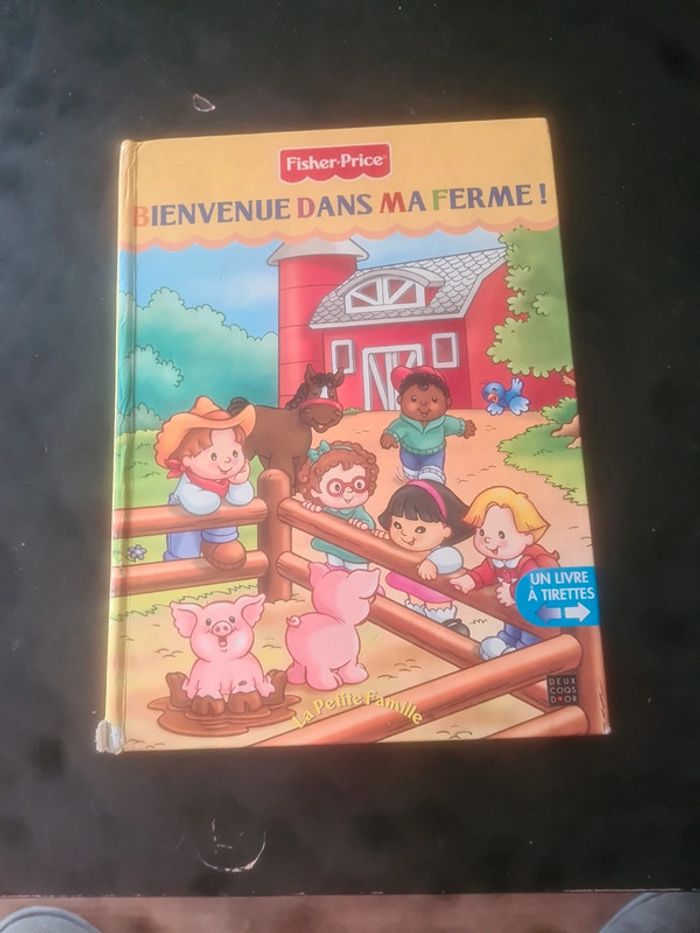 Fisher-Price
BIENVENUE DANS MA FERME !
UN LIVRE
À TIRETTES
DEUX
COQS
D'OR
La Petite Famille